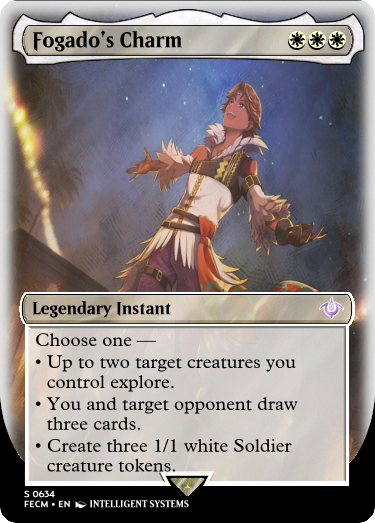 Fogado's Charm
Legendary Instant
Choose one —
• Up to two target creatures you
control explore.
• You and target opponent draw
three cards.
• Create three 1/1 white Soldier
creature tokens.
S 0634
FECM • EN INTELLIGENT SYSTEMS